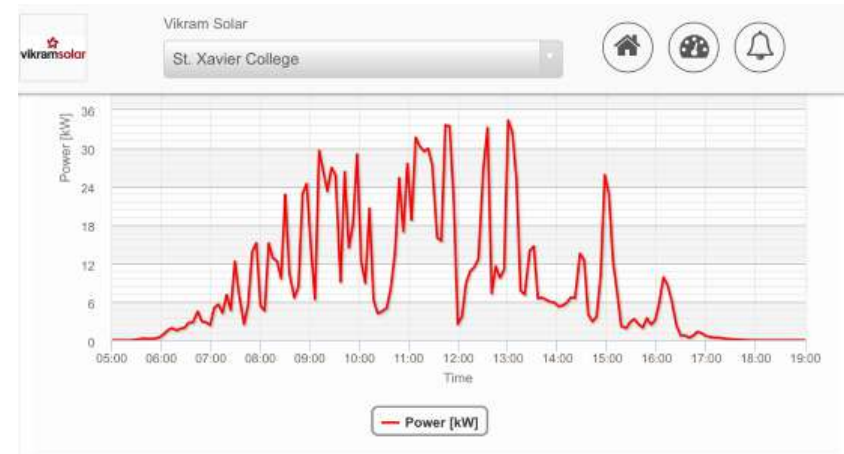 Vikram Solar
vikramsolar
St. Xavier College
Power [kW]
36
30
24
18
12
6
0
05:00 06:00 07:00 08:00 09:00 10:00 11:00 12:00 13:00 14:00 15:00 16:00 17:00 18:00 19:00
Time
Power [kW]